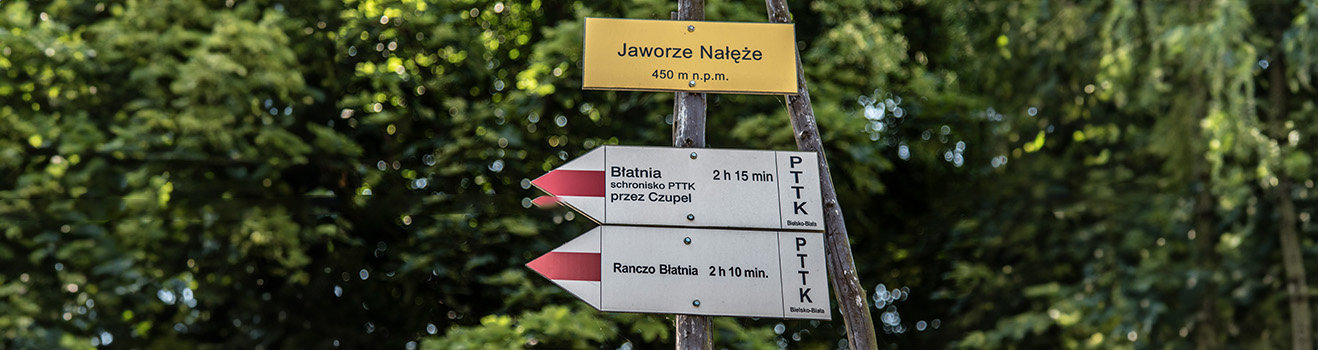 Jaworze Nałęże
450 m n.p.m.
Błatnia 2 h 15 min
schronisko PTTK
przez Czupel
PTTK
Bielsko-Biała
Ranczo Błatnia 2 h 10 min.
PTTK
Bielsko-Biała